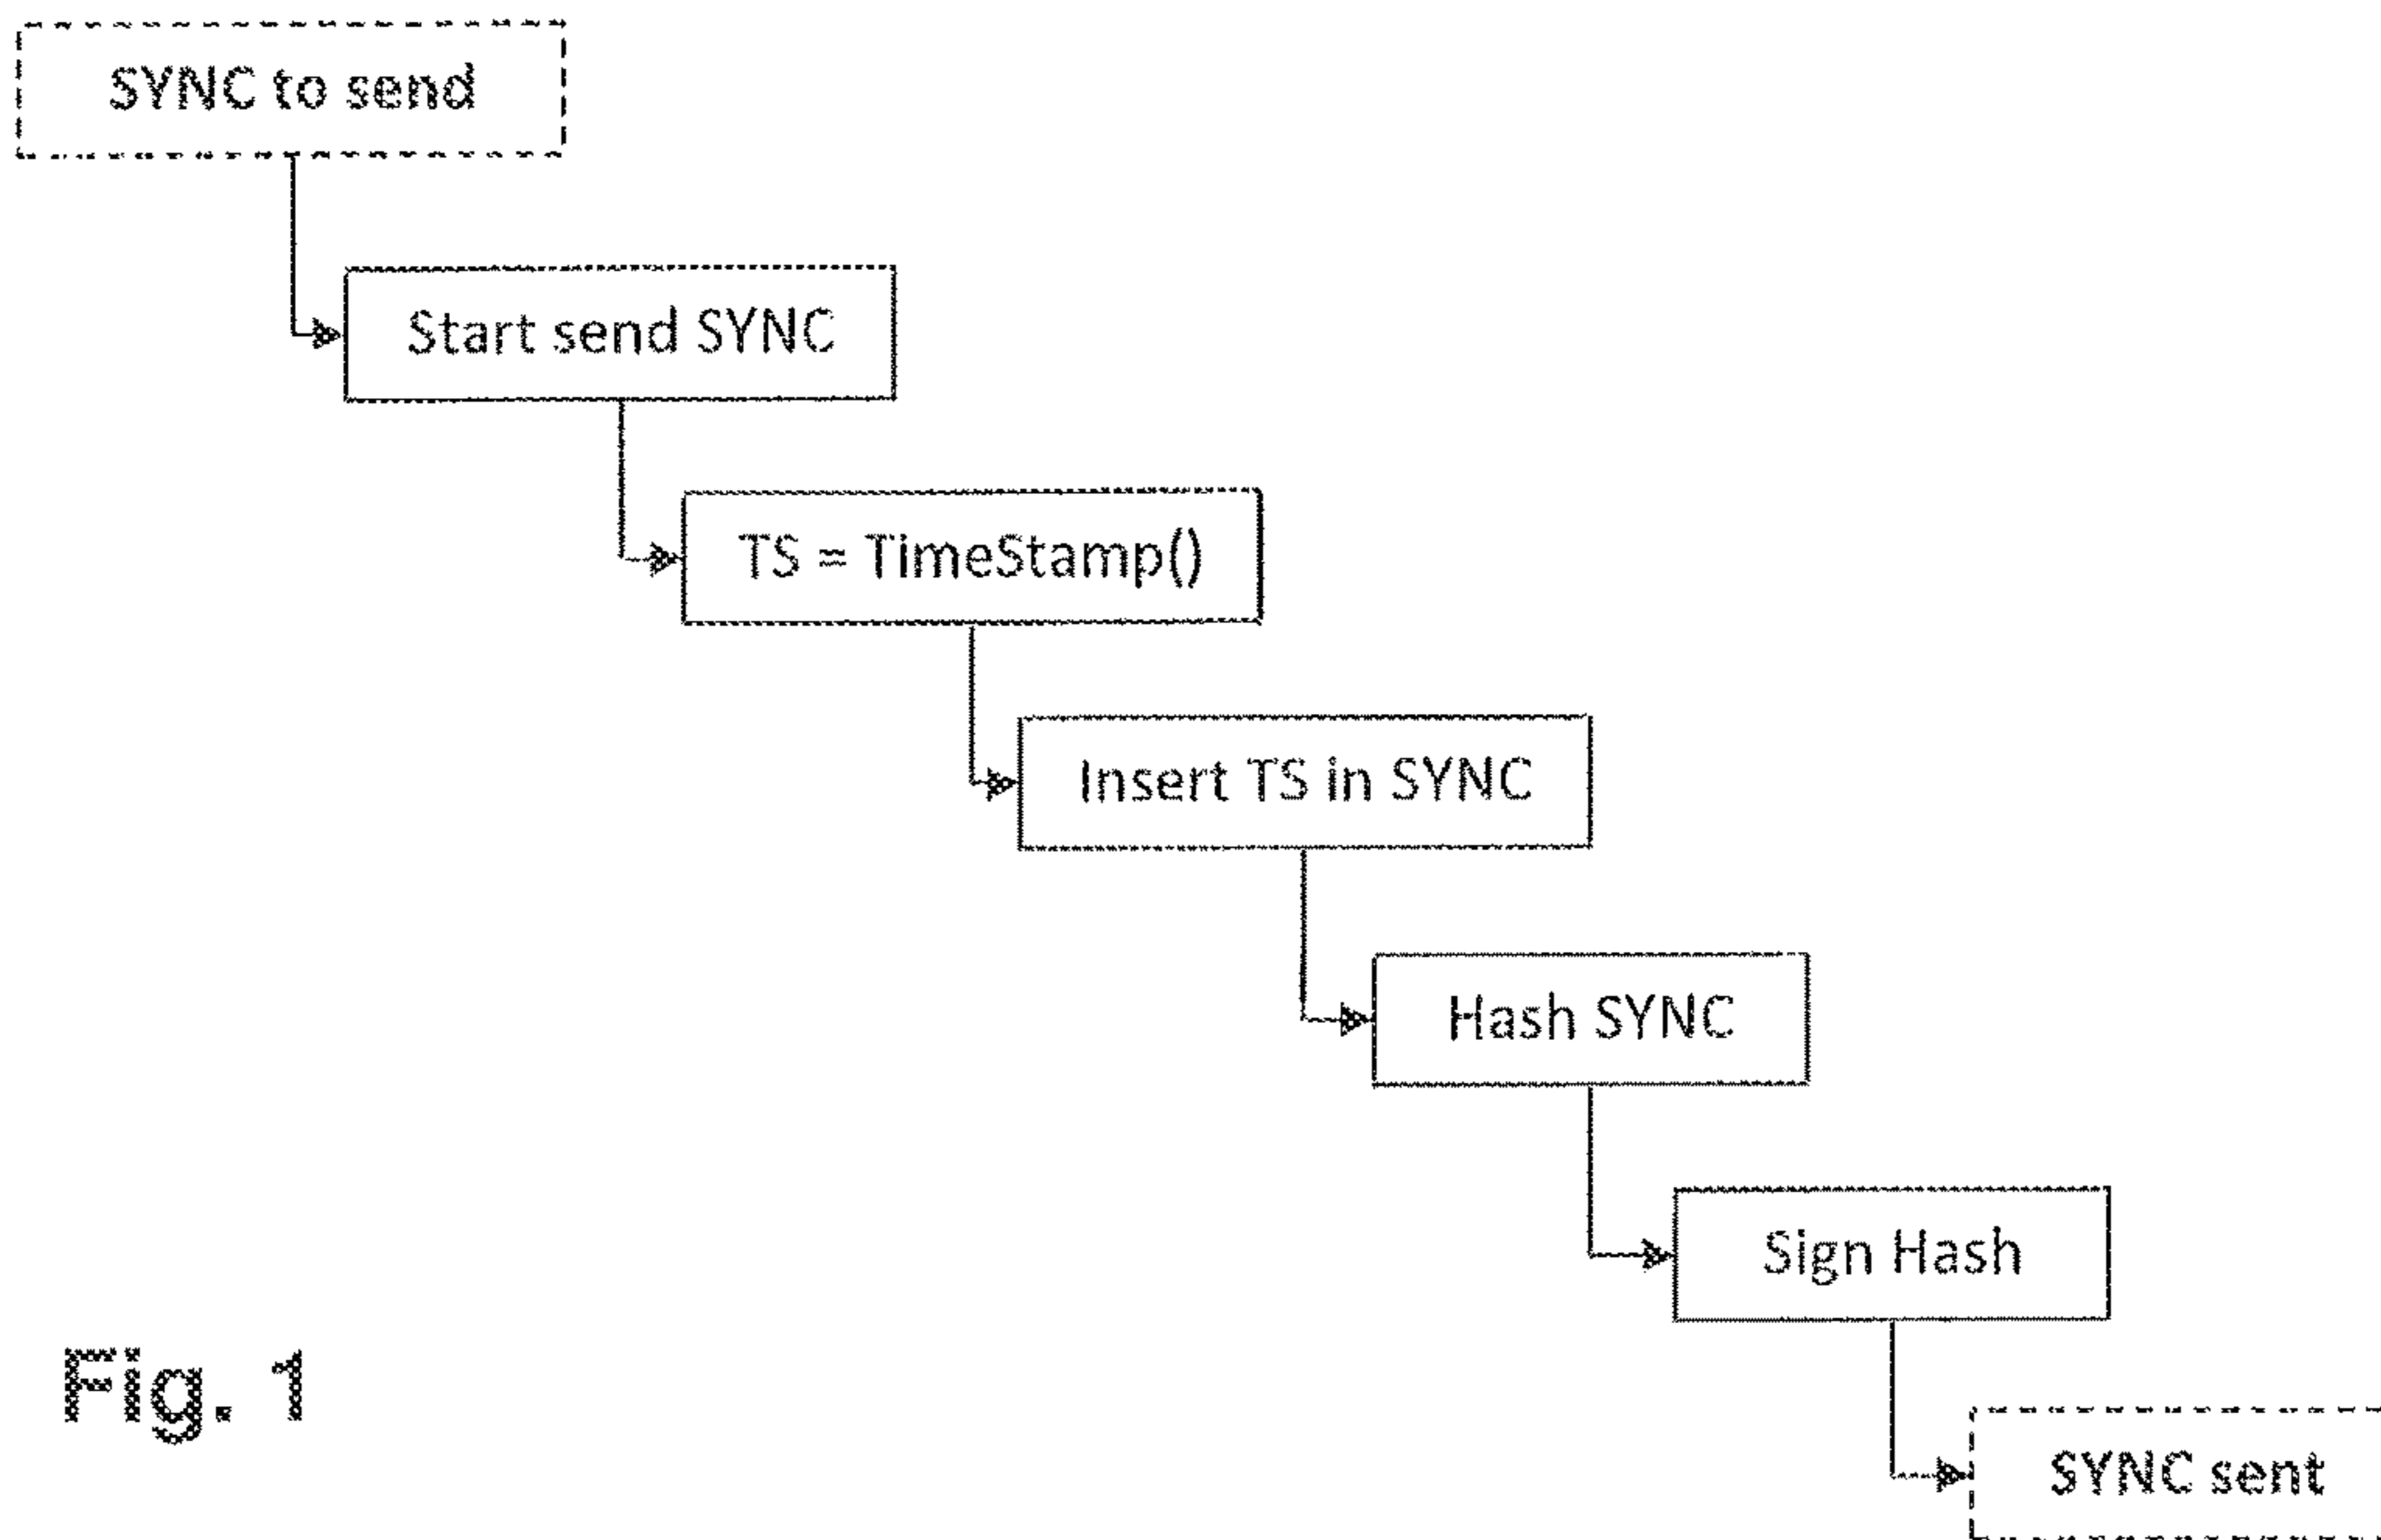 SYNC to send
Start send SYNC
TS = TimeStamp()
Insert TS in SYNC
Hash SYNC
Sign Hash
SYNC sent
Fig. 1